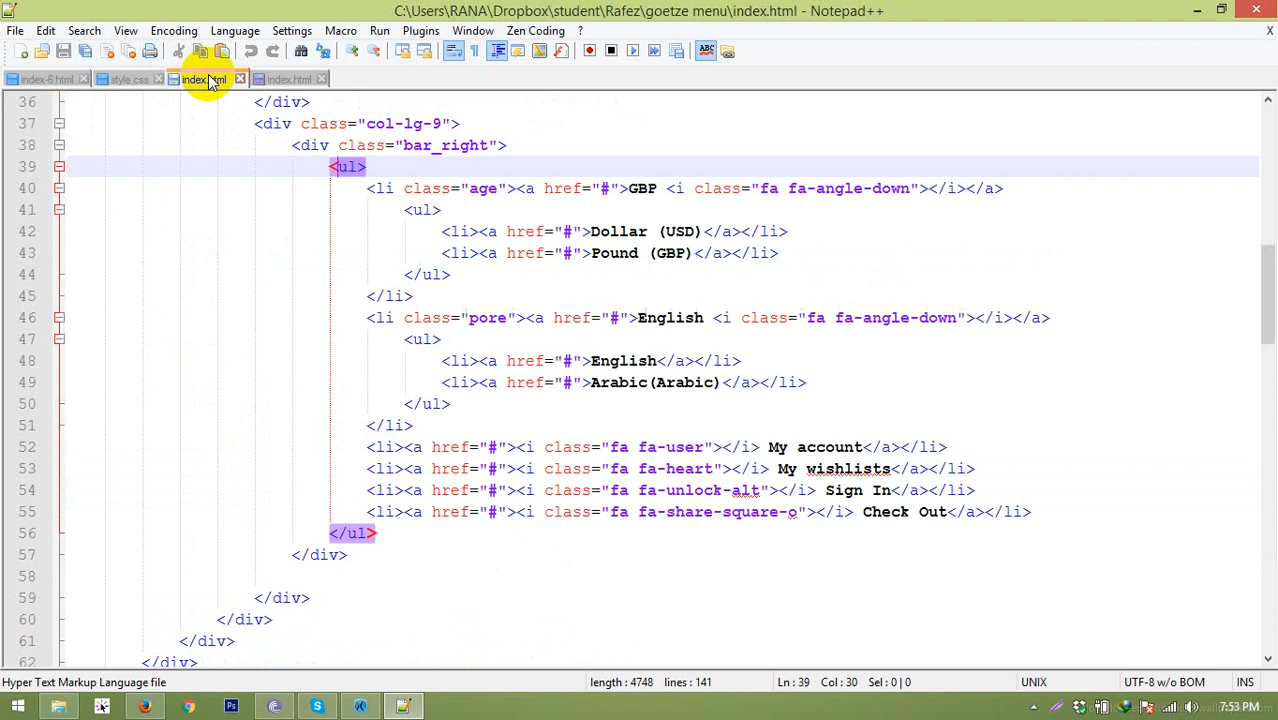 C:\Users\RANA\Dropbox\student\Rafez\goetze menu\index.html - Notepad++
File Edit Search View Encoding Language Settings Macro Run Plugins Window Zen Coding ? X
index-6.html style.css index.html index.html
36 </div>
37 <div class="col-lg-9">
38 <div class="bar_right">
39 <ul>
40 <li class="age"><a href="#">GBP <i class="fa fa-angle-down"></i></a>
41 <ul>
42 <li><a href="#">Dollar (USD)</a></li>
43 <li><a href="#">Pound (GBP)</a></li>
44 </ul>
45 </li>
46 <li class="pore"><a href="#">English <i class="fa fa-angle-down"></i></a>
47 <ul>
48 <li><a href="#">English</a></li>
49 <li><a href="#">Arabic(Arabic)</a></li>
50 </ul>
51 </li>
52 <li><a href="#"><i class="fa fa-user"></i> My account</a></li>
53 <li><a href="#"><i class="fa fa-heart"></i> My wishlists</a></li>
54 <li><a href="#"><i class="fa fa-unlock-alt"></i> Sign In</a></li>
55 <li><a href="#"><i class="fa fa-share-square-o"></i> Check Out</a></li>
56 </ul>
57 </div>
58
59 </div>
60 </div>
61 </div>
62 </div>
Hyper Text Markup Language file length : 4748 lines : 141 Ln : 39 Col : 30 Sel : 0 | 0 UNIX UTF-8 w/o BOM INS
7:53 PM